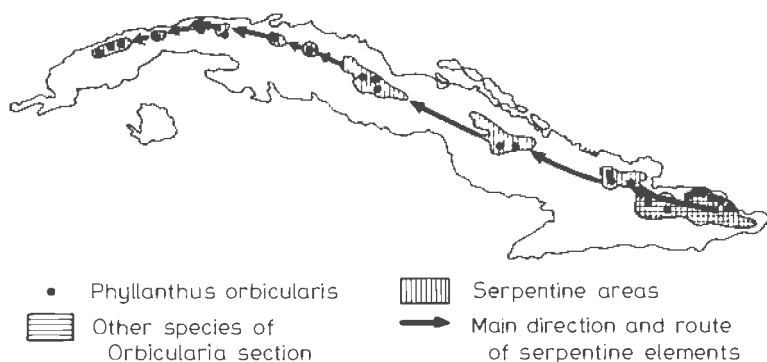 Phyllanthus orbicularis
Other species of
Orbicularia section
Serpentine areas
Main direction and route
of serpentine elements